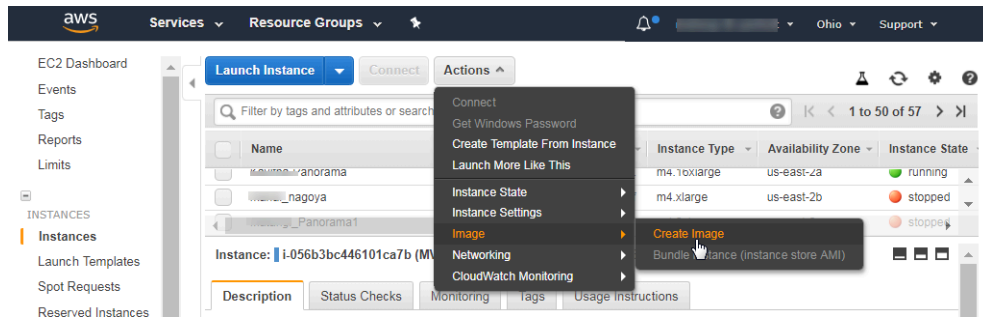 aws Services Resource Groups Ohio Support
EC2 Dashboard
Events
Tags
Reports
Limits
INSTANCES
Instances
Launch Templates
Spot Requests
Reserved Instances
Launch Instance Connect Actions
Filter by tags and attributes or search 1 to 50 of 57
Name Instance Type Availability Zone Instance State
Panorama m4.16xlarge us-east-2a running
_nagoya m4.xlarge us-east-2b stopped
_Panorama1 stopped
Connect
Get Windows Password
Create Template From Instance
Launch More Like This
Instance State
Instance Settings
Image
Networking
CloudWatch Monitoring
Create Image
Bundle Instance (instance store AMI)
Instance: i-056b3bc446101ca7b (MV
Description Status Checks Monitoring Tags Usage Instructions